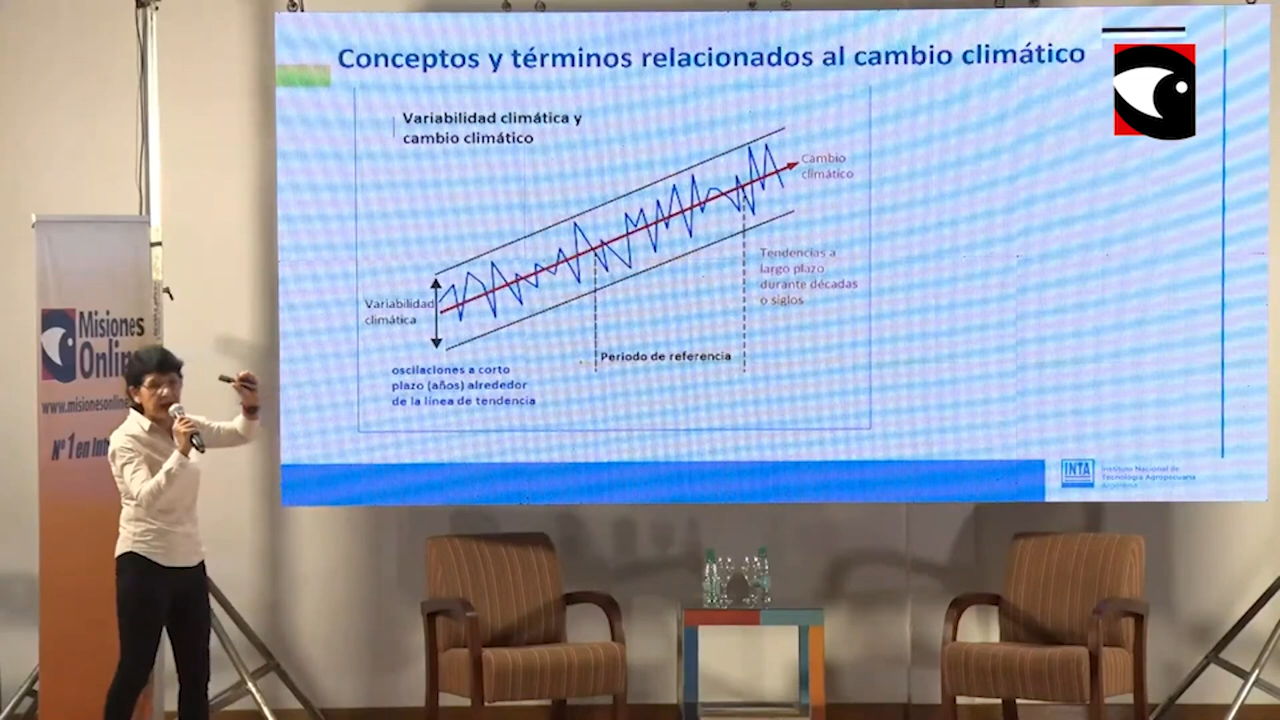 Conceptos y términos relacionados al cambio climático
Variabilidad climática y
cambio climático
Cambio
climático
Tendencias a
largo plazo
durante décadas
o siglos
Variabilidad
climática
Periodo de referencia
oscilaciones a corto
plazo (años) alrededor
de la línea de tendencia
INTA
Instituto Nacional de
Tecnología Agropecuaria
Argentina
Misiones
Online
www.misionesonline
Nº 1 en